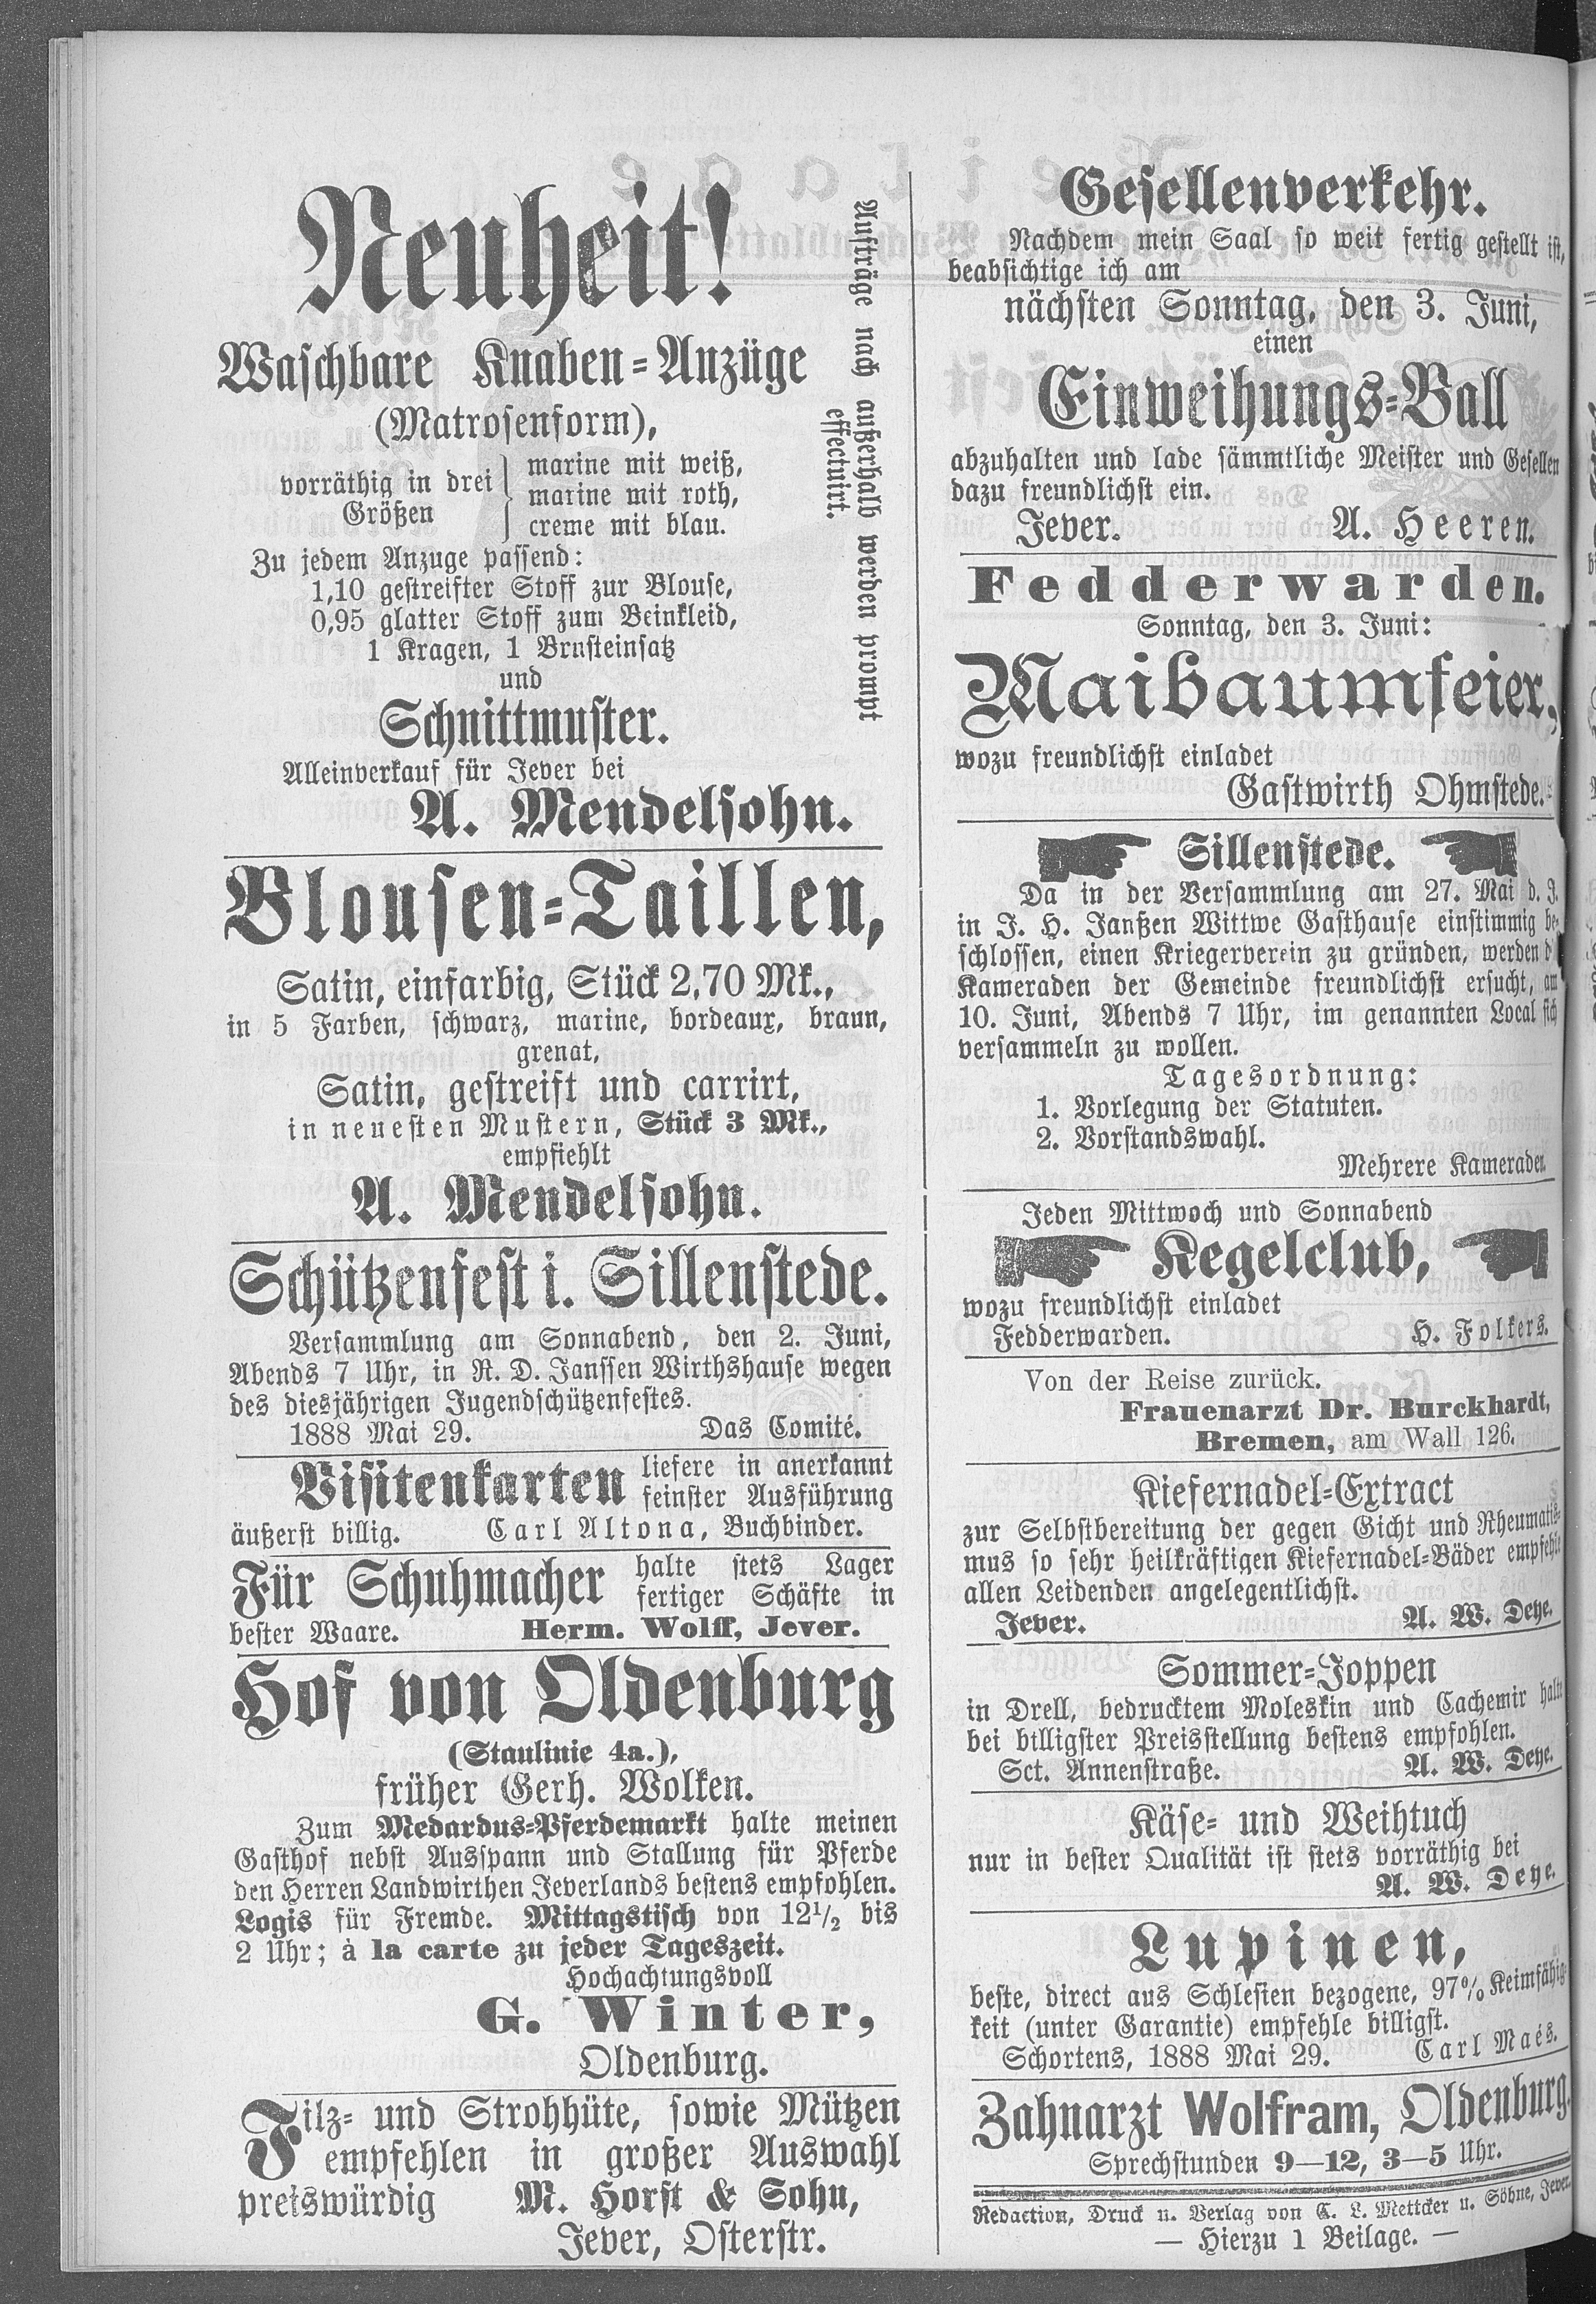 Neuheit!
Waschbare Knaben-Anzüge
(Matrosenform),
vorräthig in drei Größen
marine mit weiß,
marine mit roth,
creme mit blau.
Zu jedem Anzuge passend:
1,10 gestreifter Stoff zur Blouse,
0,95 glatter Stoff zum Beinkleid,
1 Kragen, 1 Brusteinsatz
und
Schnittmuster.
Alleinverkauf für Jever bei
A. Mendelsohn.
Aufträge nach außerhalb werden prompt
effectuirt.
Blousen-Taillen,
Satin, einfarbig, Stück 2,70 Mk.,
in 5 Farben, schwarz, marine, bordeaux, braun,
grenat,
Satin, gestreift und carrirt,
in neuesten Mustern, Stück 3 Mk.,
empfiehlt
A. Mendelsohn.
Schützenfest i. Sillenstede.
Versammlung am Sonnabend, den 2. Juni,
Abends 7 Uhr, in R. D. Janssen Wirthshause wegen
des diesjährigen Jugendschützenfestes.
1888 Mai 29. Das Comité.
Visitenkarten liefere in anerkannt
feinster Ausführung
äußerst billig. Carl Altona, Buchbinder.
Für Schuhmacher halte stets Lager
fertiger Schäfte in
bester Waare. Herm. Wolff, Jever.
Hof von Oldenburg
(Staulinie 4a.),
früher Gerh. Wolken.
Zum Medardus-Pferdemarkt halte meinen
Gasthof nebst Ausspann und Stallung für Pferde
den Herren Landwirthen Jeverlands bestens empfohlen.
Logis für Fremde. Mittagstisch von 12½ bis
2 Uhr; à la carte zu jeder Tageszeit.
Hochachtungsvoll
G. Winter,
Oldenburg.
Filz- und Strohhüte, sowie Mützen
empfehlen in großer Auswahl
preiswürdig M. Horst & Sohn,
Jever, Osterstr.
Gesellenverkehr.
Nachdem mein Saal so weit fertig gestellt ist,
beabsichtige ich am
nächsten Sonntag, den 3. Juni,
einen
Einweihungs-Ball
abzuhalten und lade sämmtliche Meister und Gesellen
dazu freundlichst ein.
Jever. A. Heeren.
Fedderwarden.
Sonntag, den 3. Juni:
Maibaumfeier,
wozu freundlichst einladet
Gastwirth Ohmstede.
Sillenstede.
Da in der Versammlung am 27. Mai d. J.
in J. H. Janßen Wittwe Gasthause einstimmig be-
schlossen, einen Kriegerverein zu gründen, werden
Kameraden der Gemeinde freundlichst ersucht, am
10. Juni, Abends 7 Uhr, im genannten Local sich
versammeln zu wollen.
Tagesordnung:
1. Vorlegung der Statuten.
2. Vorstandswahl.
Mehrere Kameraden.
Jeden Mittwoch und Sonnabend
Kegelclub,
wozu freundlichst einladet
Fedderwarden. H. Folkers.
Von der Reise zurück.
Frauenarzt Dr. Burckhardt,
Bremen, am Wall 126.
Kiefernadel-Extract
zur Selbstbereitung der gegen Gicht und Rheumatis-
mus so sehr heilkräftigen Kiefernadel-Bäder empfehle
allen Leidenden angelegentlichst.
Jever. A. W. Deye.
Sommer-Joppen
in Drell, bedrucktem Moleskin und Cachemir halte
bei billigster Preisstellung bestens empfohlen.
Sct. Annenstraße. A. W. Deye.
Käse- und Weihtuch
nur in bester Qualität ist stets vorräthig bei
A. W. Deye.
Lupinen,
beste, direct aus Schlesien bezogene, 97% Keimfähig-
keit (unter Garantie) empfehle billigst.
Schortens, 1888 Mai 29. Carl Maës.
Zahnarzt Wolfram, Oldenburg.
Sprechstunden 9—12, 3—5 Uhr.
Redaction, Druck u. Verlag von C. L. Mettcker u. Söhne, Jever.
— Hierzu 1 Beilage. —